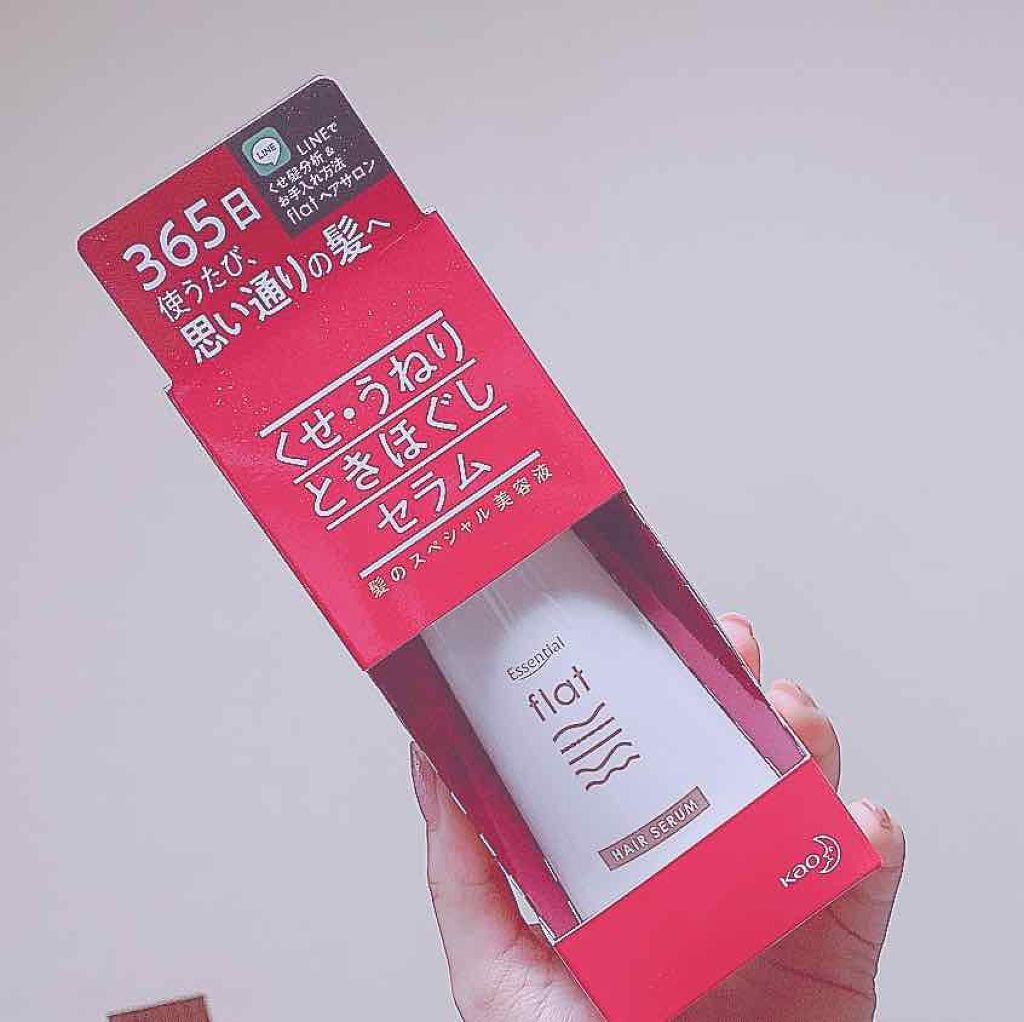 LINE
LINEで
くせ髪分析&
お手入れ方法
flatヘアサロン
365日
使うたび、
思い通りの髪へ
くせ・うねり
ときほぐし
セラム
髪のスペシャル美容液
Essential
flat
HAIR SERUM
Kao